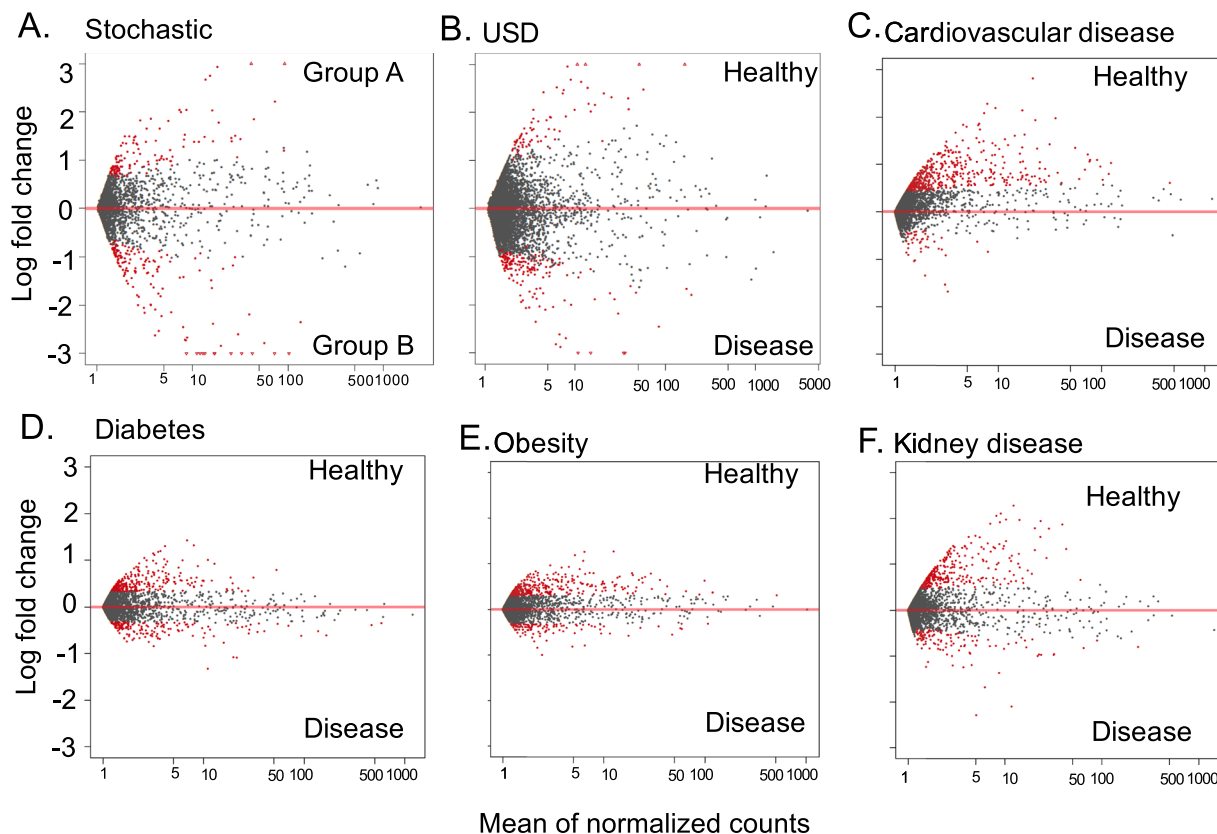 A. Stochastic
B. USD
C. Cardiovascular disease
3
2
1
0
-1
-2
-3
Log fold change
Group A
Group B
1 5 10 50 100 500 1000
Healthy
Disease
1 5 10 50 100 500 1000 5000
Healthy
Disease
1 5 10 50 100 500 1000
D. Diabetes
E. Obesity
F. Kidney disease
3
2
1
0
-1
-2
-3
Log fold change
Healthy
Disease
1 5 10 50 100 500 1000
Healthy
Disease
1 5 10 50 100 500 1000
Healthy
Disease
1 5 10 50 100 500 1000
Mean of normalized counts